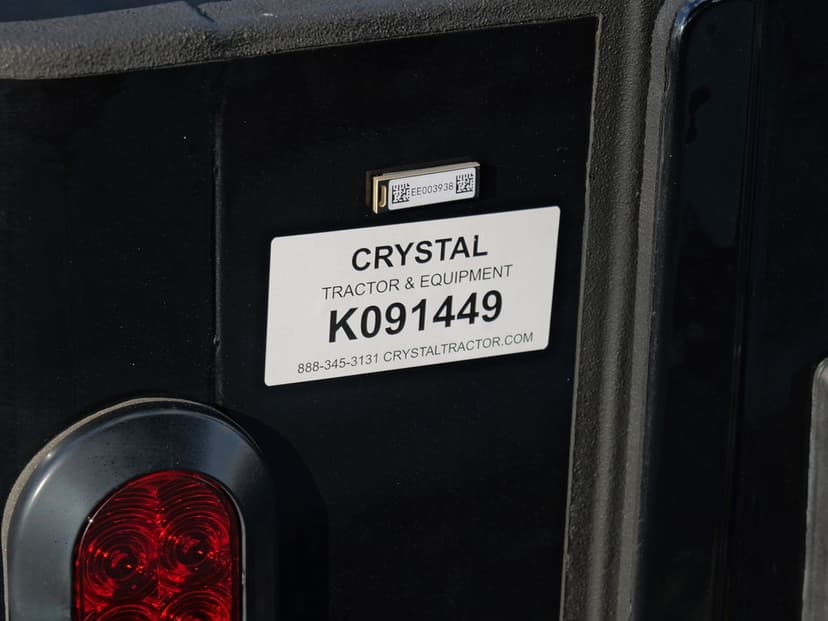 EE003938
CRYSTAL
TRACTOR & EQUIPMENT
K091449
888-345-3131 CRYSTALTRACTOR.COM